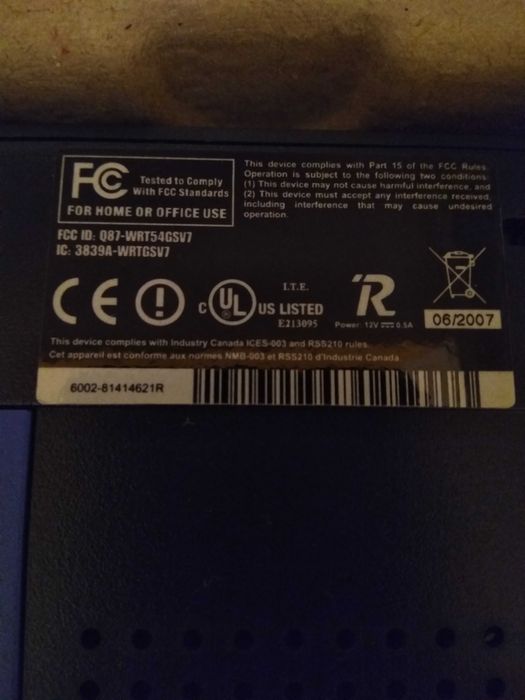 FC
Tested to Comply
With FCC Standards
FOR HOME OR OFFICE USE
This device complies with Part 15 of the FCC Rules.
Operation is subject to the following two conditions:
(1) This device may not cause harmful interference, and
(2) This device must accept any interference received,
including interference that may cause undesired
operation.
FCC ID: Q87-WRT54GSV7
IC: 3839A-WRTGSV7
CE
C UL US LISTED
I.T.E.
E213095
R
Power: 12V 0.5A
06/2007
This device complies with Industry Canada ICES-003 and RSS210 rules.
Cet appareil est conforme aux normes NMB-003 et RSS210 d'Industrie Canada.
6002-81414621R